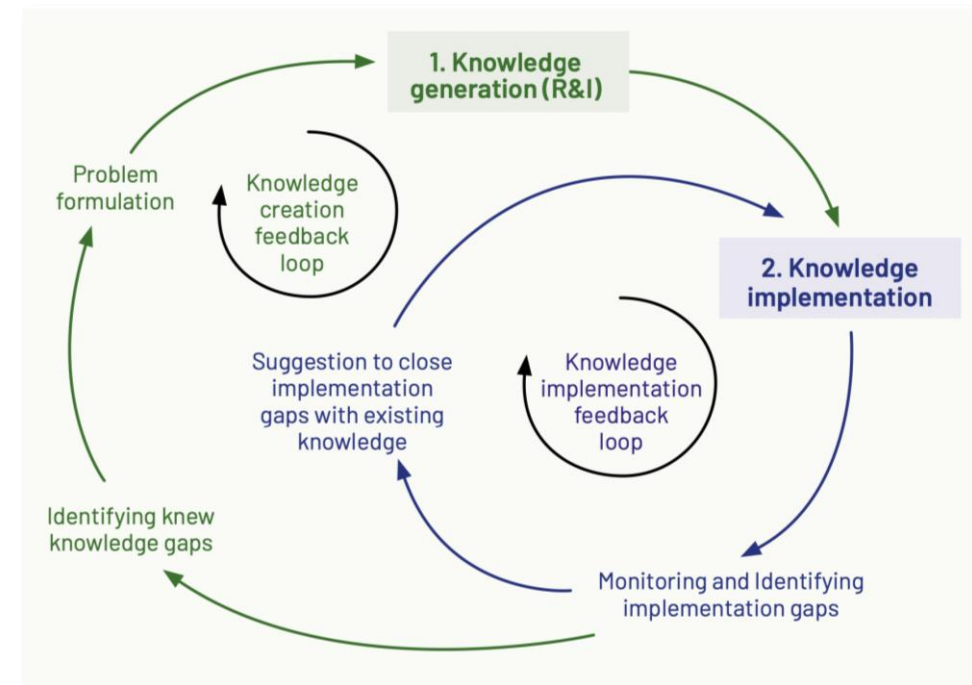 1. Knowledge
generation (R&I)
Problem
formulation
Knowledge
creation
feedback
loop
2. Knowledge
implementation
Suggestion to close
implementation
gaps with existing
knowledge
Knowledge
implementation
feedback
loop
Identifying knew
knowledge gaps
Monitoring and Identifying
implementation gaps